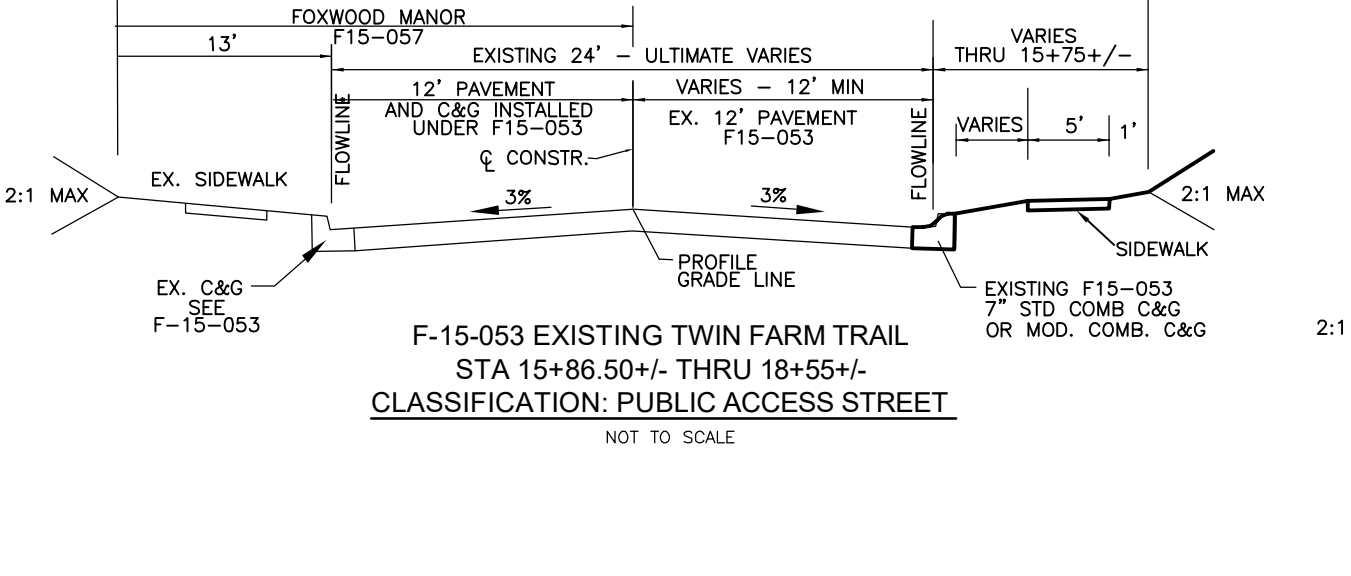 FOXWOOD MANOR
F15-057
13'
EXISTING 24' - ULTIMATE VARIES
VARIES
THRU 15+75+/-
12' PAVEMENT
AND C&G INSTALLED
UNDER F15-053
VARIES - 12' MIN
EX. 12' PAVEMENT
F15-053
FLOWLINE
FLOWLINE
VARIES
5'
1'
℄ CONSTR.
2:1 MAX
EX. SIDEWALK
3%
3%
2:1 MAX
SIDEWALK
PROFILE
GRADE LINE
EX. C&G
SEE
F-15-053
EXISTING F15-053
7" STD COMB C&G
OR MOD. COMB. C&G
2:1
F-15-053 EXISTING TWIN FARM TRAIL
STA 15+86.50+/- THRU 18+55+/-
CLASSIFICATION: PUBLIC ACCESS STREET
NOT TO SCALE